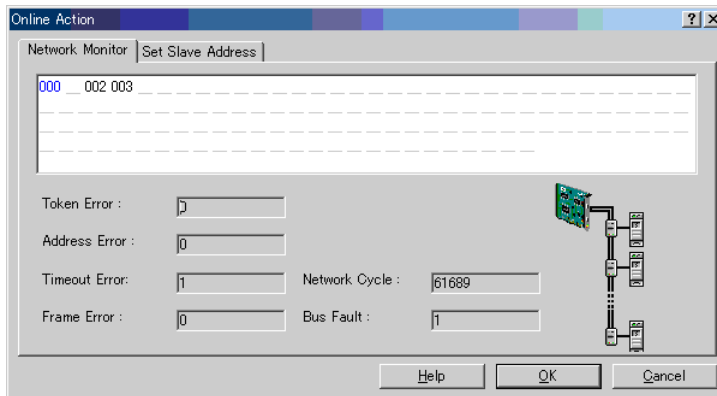 Online Action
Network Monitor Set Slave Address
000 __ 002 003
Token Error :
Address Error : 0
Timeout Error: 1 Network Cycle : 61689
Frame Error : 0 Bus Fault : 1
Help OK Cancel